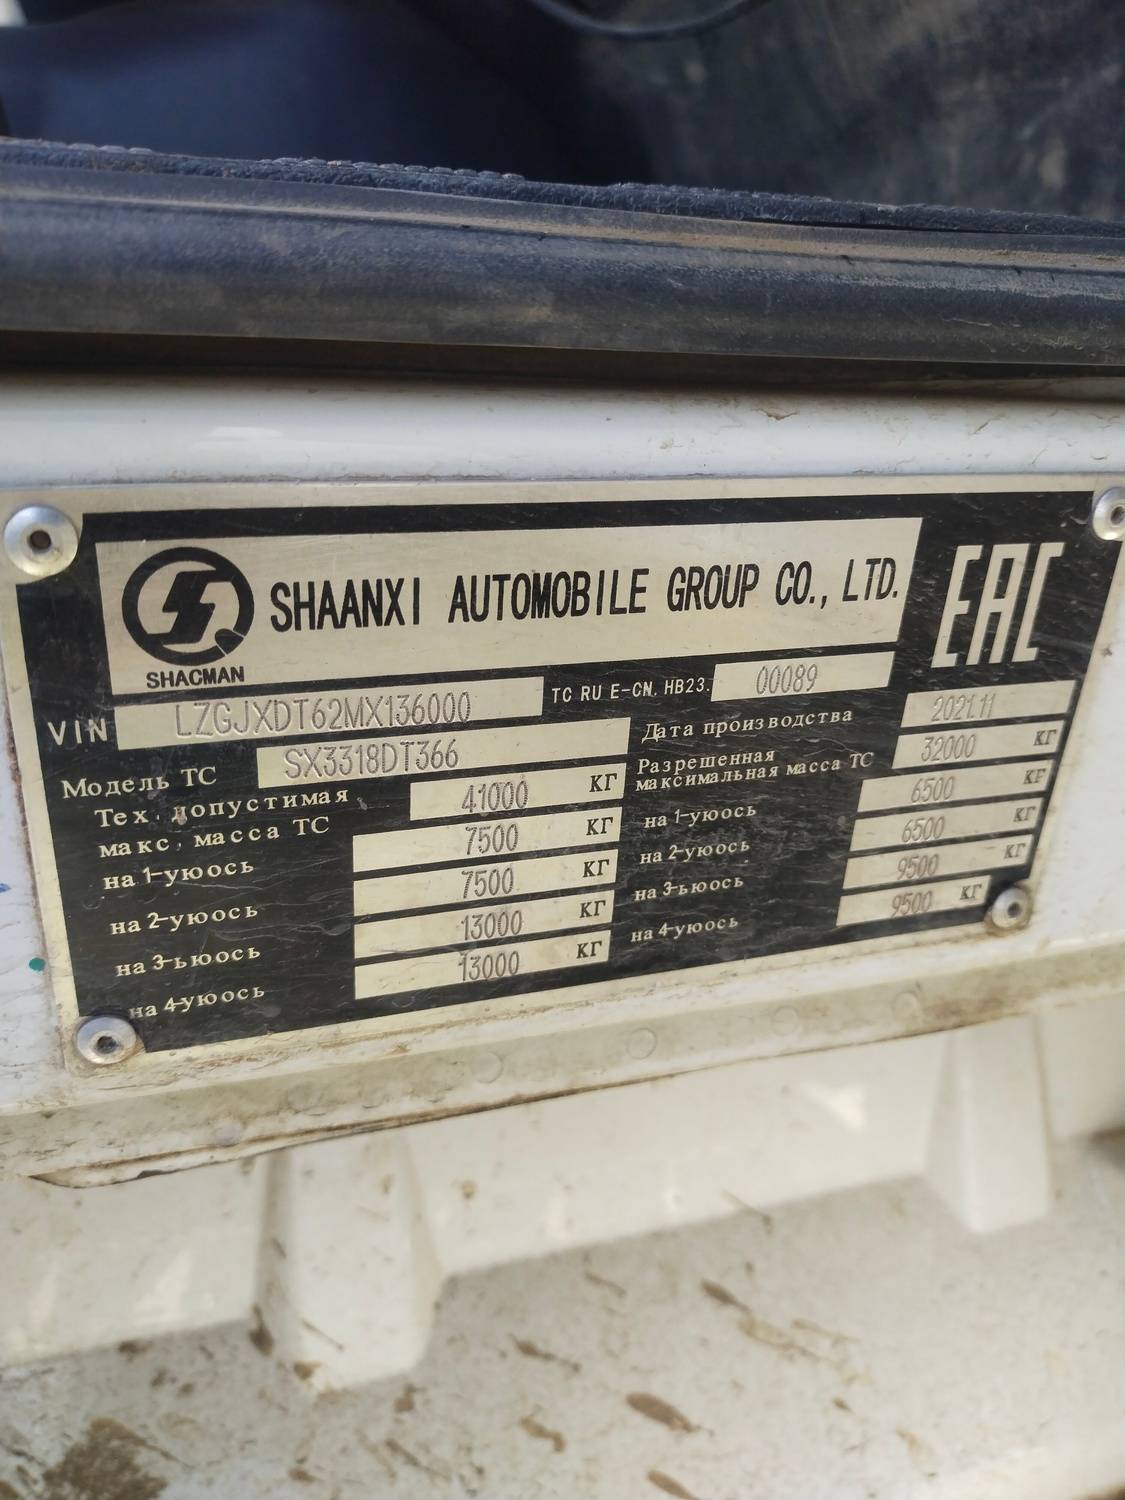 SHAANXI AUTOMOBILE GROUP CO., LTD.
SHACMAN
EAC
VIN LZGJXDT62MX136000
TC RU E-CN.HB23. 00089
Модель ТС SX3318DT366
Дата производства 2021.11
Тех. допустимая макс. масса ТС 41000 КГ
Разрешенная максимальная масса ТС 32000 КГ
на 1-уюось 7500 КГ
на 1-уюось 6500 КГ
на 2-уюось 7500 КГ
на 2-уюось 6500 КГ
на 3-ьюось 13000 КГ
на 3-ьюось 9500 КГ
на 4-уюось 13000 КГ
на 4-уюось 9500 КГ